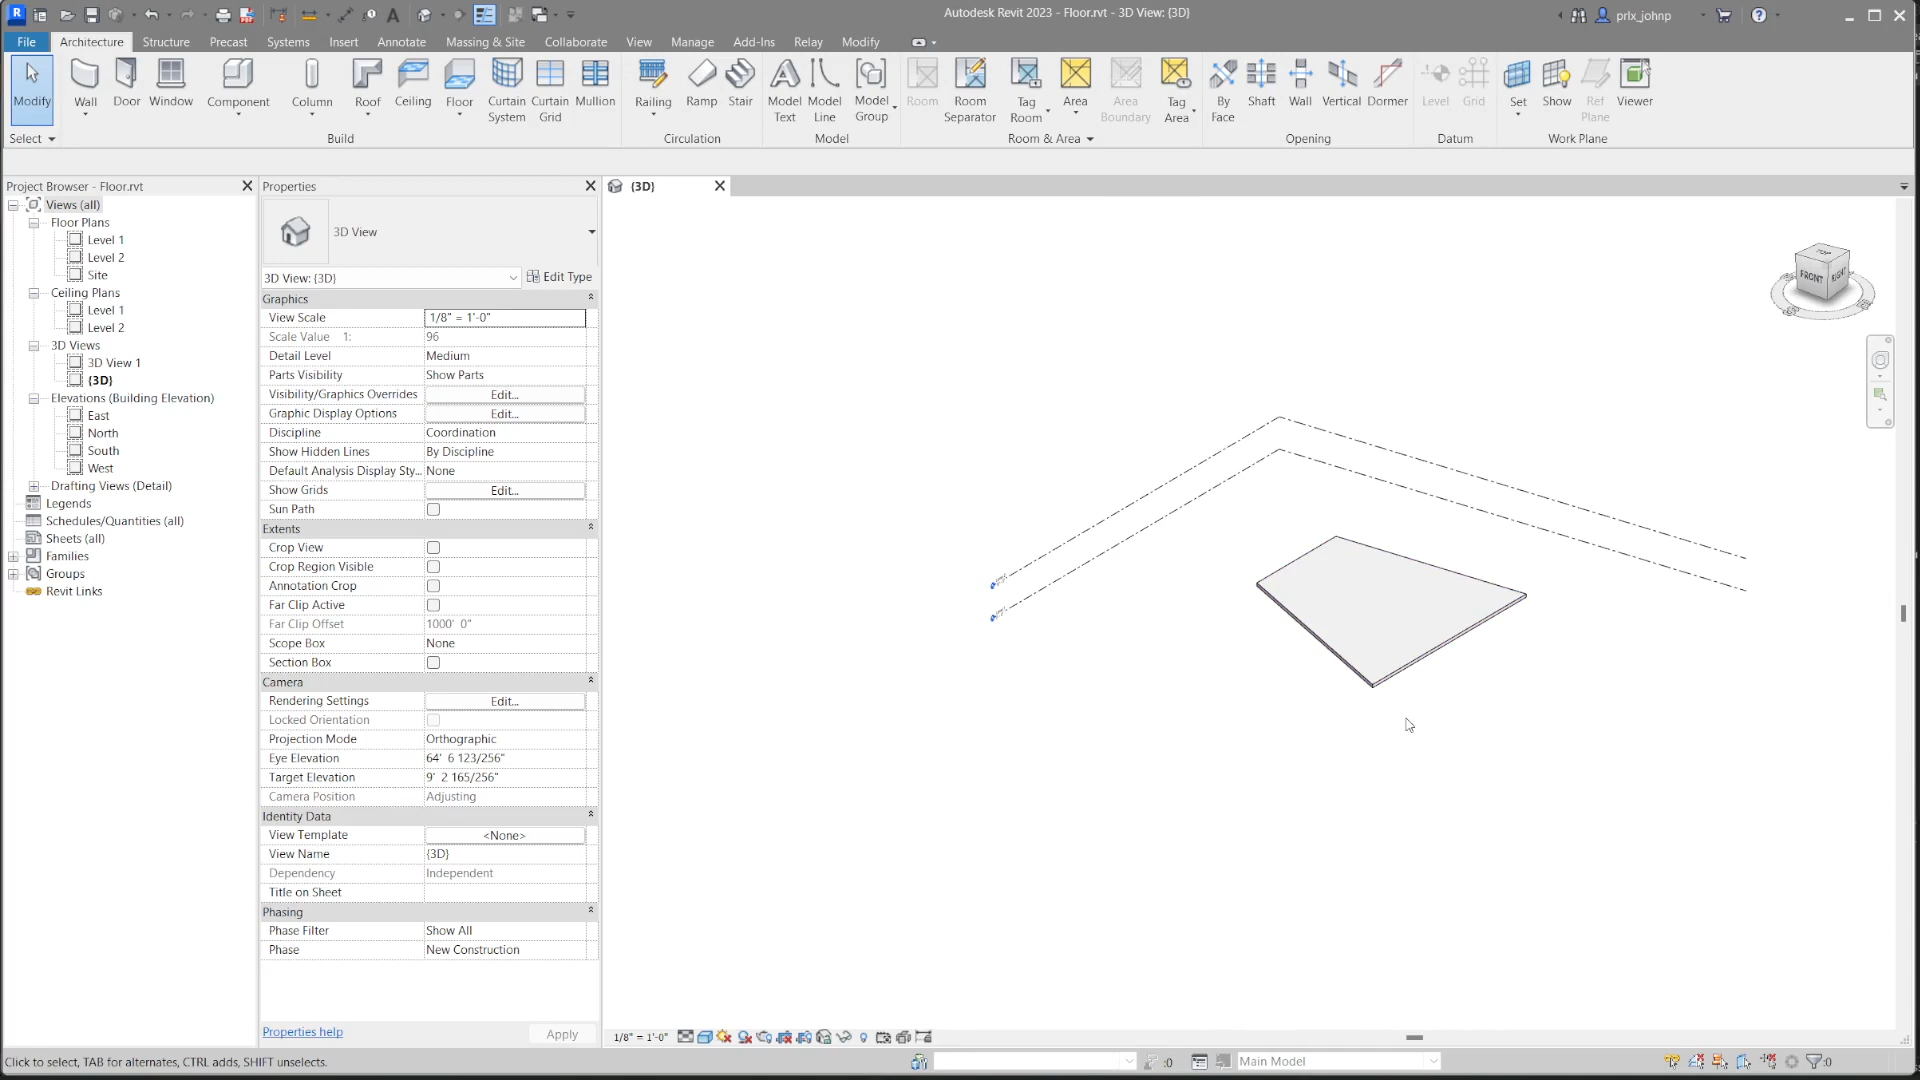 Autodesk Revit 2023 - Floor.rvt - 3D View: {3D}
prlx_johnp
File
Architecture
Structure
Precast
Systems
Insert
Annotate
Massing & Site
Collaborate
View
Manage
Add-Ins
Relay
Modify
Modify
Wall
Door
Window
Component
Column
Roof
Ceiling
Floor
Curtain
System
Curtain
Grid
Mullion
Railing
Ramp
Stair
Model
Text
Model
Line
Model
Group
Room
Room
Separator
Tag
Room
Area
Area
Boundary
Tag
Area
By
Face
Shaft
Wall
Vertical
Dormer
Level
Grid
Set
Show
Ref
Plane
Viewer
Select
Build
Circulation
Model
Room & Area
Opening
Datum
Work Plane
Project Browser - Floor.rvt
Views (all)
Floor Plans
Level 1
Level 2
Site
Ceiling Plans
Level 1
Level 2
3D Views
3D View 1
{3D}
Elevations (Building Elevation)
East
North
South
West
Drafting Views (Detail)
Legends
Schedules/Quantities (all)
Sheets (all)
Families
Groups
Revit Links
Properties
3D View
3D View: {3D}
Edit Type
Graphics
View Scale 1/8" = 1'-0"
Scale Value 1: 96
Detail Level Medium
Parts Visibility Show Parts
Visibility/Graphics Overrides Edit...
Graphic Display Options Edit...
Discipline Coordination
Show Hidden Lines By Discipline
Default Analysis Display Sty... None
Show Grids Edit...
Sun Path
Extents
Crop View
Crop Region Visible
Annotation Crop
Far Clip Active
Far Clip Offset 1000' 0"
Scope Box None
Section Box
Camera
Rendering Settings Edit...
Locked Orientation
Projection Mode Orthographic
Eye Elevation 64' 6 123/256"
Target Elevation 9' 2 165/256"
Camera Position Adjusting
Identity Data
View Template <None>
View Name {3D}
Dependency Independent
Title on Sheet
Phasing
Phase Filter Show All
Phase New Construction
Properties help
Apply
{3D}
TOP
FRONT
RIGHT
1/8" = 1'-0"
Click to select, TAB for alternates, CTRL adds, SHIFT unselects.
:0
Main Model
:0